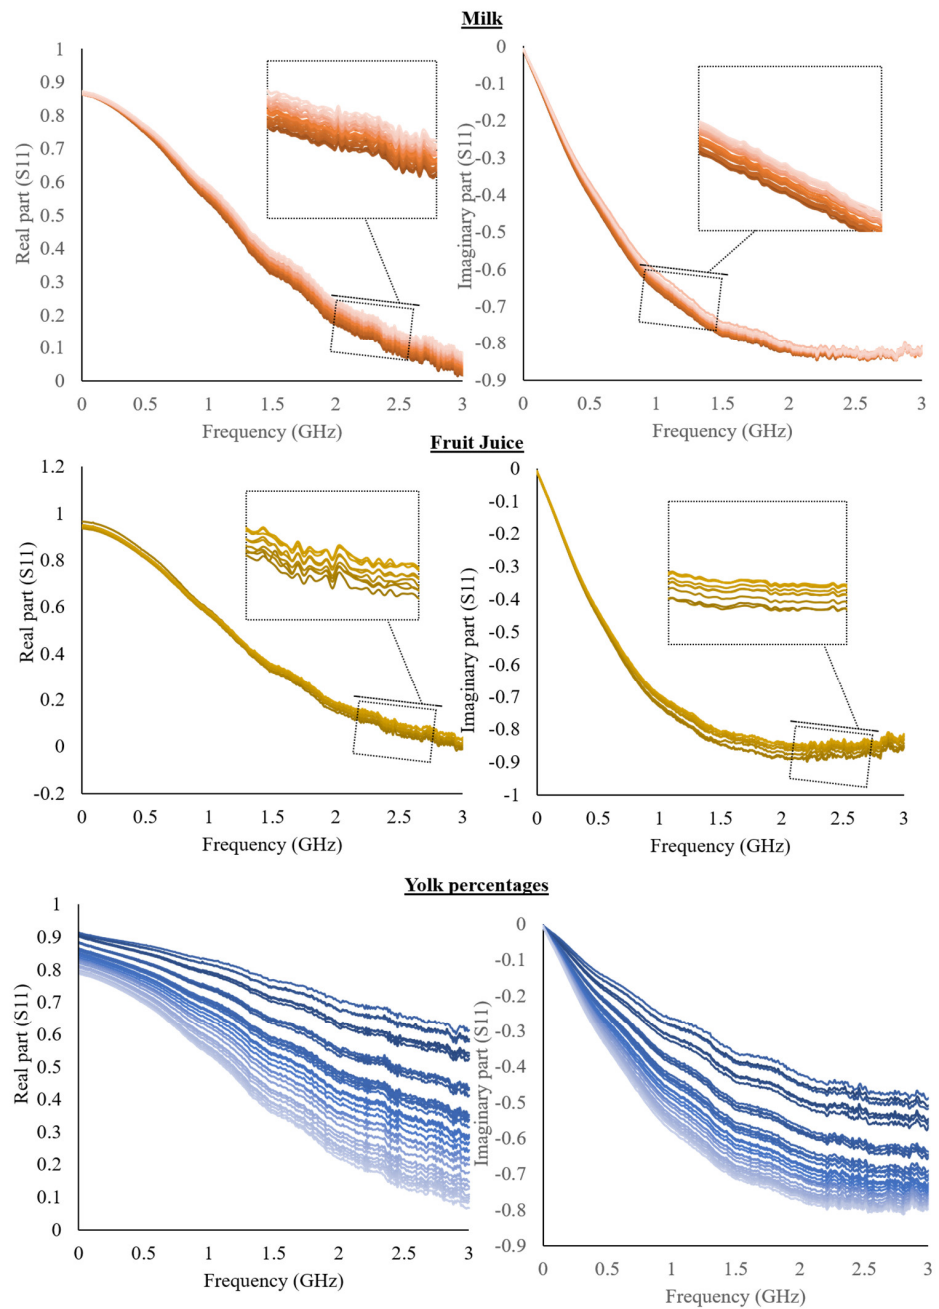 Milk
Real part (S11)
1
0.9
0.8
0.7
0.6
0.5
0.4
0.3
0.2
0.1
0
0 0.5 1 1.5 2 2.5 3
Frequency (GHz)
Imaginary part (S11)
0
-0.1
-0.2
-0.3
-0.4
-0.5
-0.6
-0.7
-0.8
-0.9
0 0.5 1 1.5 2 2.5 3
Frequency (GHz)
Fruit Juice
Real part (S11)
1.2
1
0.8
0.6
0.4
0.2
0
-0.2
0 0.5 1 1.5 2 2.5 3
Frequency (GHz)
Imaginary part (S11)
0
-0.1
-0.2
-0.3
-0.4
-0.5
-0.6
-0.7
-0.8
-0.9
-1
0 0.5 1 1.5 2 2.5 3
Frequency (GHz)
Yolk percentages
Real part (S11)
1
0.9
0.8
0.7
0.6
0.5
0.4
0.3
0.2
0.1
0
0 0.5 1 1.5 2 2.5 3
Frequency (GHz)
Imaginary part (S11)
0
-0.1
-0.2
-0.3
-0.4
-0.5
-0.6
-0.7
-0.8
-0.9
0 0.5 1 1.5 2 2.5 3
Frequency (GHz)